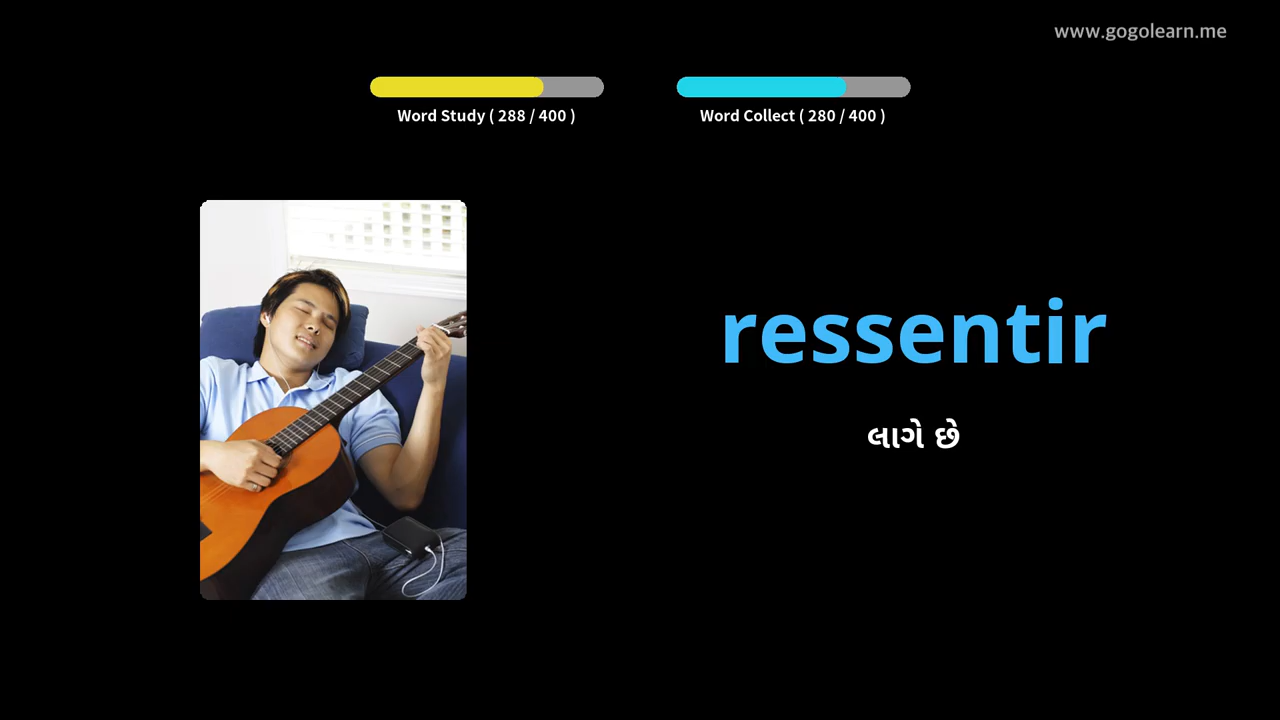 www.gogolearn.me
Word Study ( 288 / 400 )
Word Collect ( 280 / 400 )
ressentir
લાગે છે